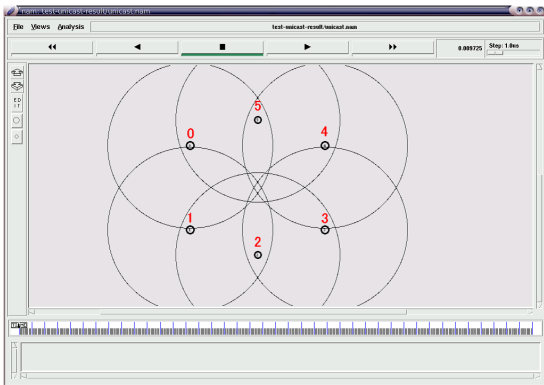 nam: test-unicast-result/unicast.nam
File Views Analysis test-unicast-result/unicast.nam
0.009725 Step: 1.0ms
5
0 4
1 3
2